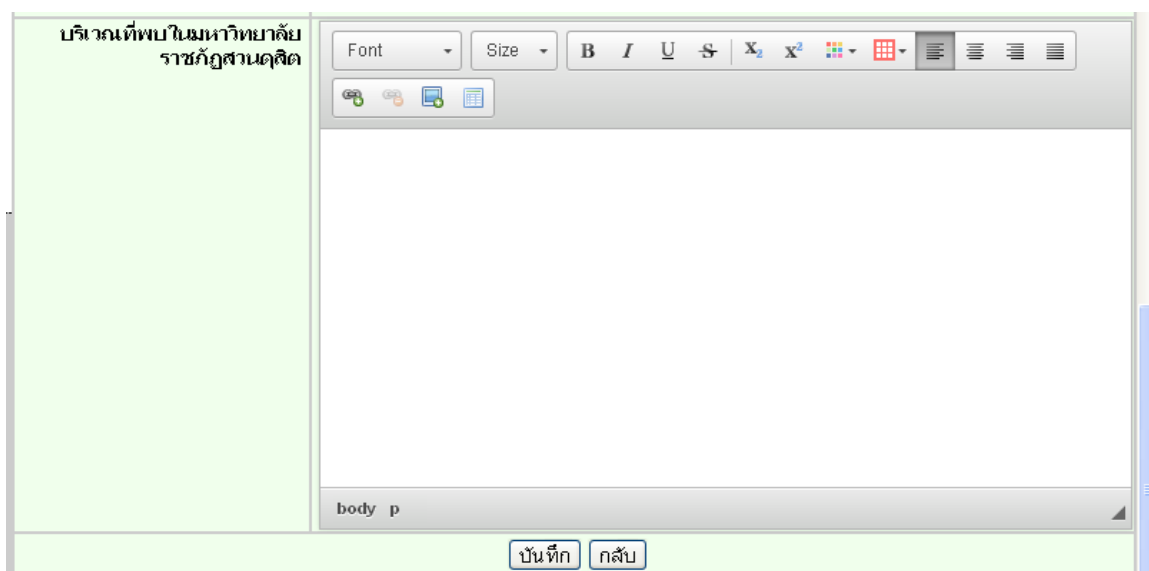 บริเวณที่พบในมหาวิทยาลัย
ราชภัฏสวนดุสิต
Font Size B I U S X₂ X²
body p
บันทึก กลับ